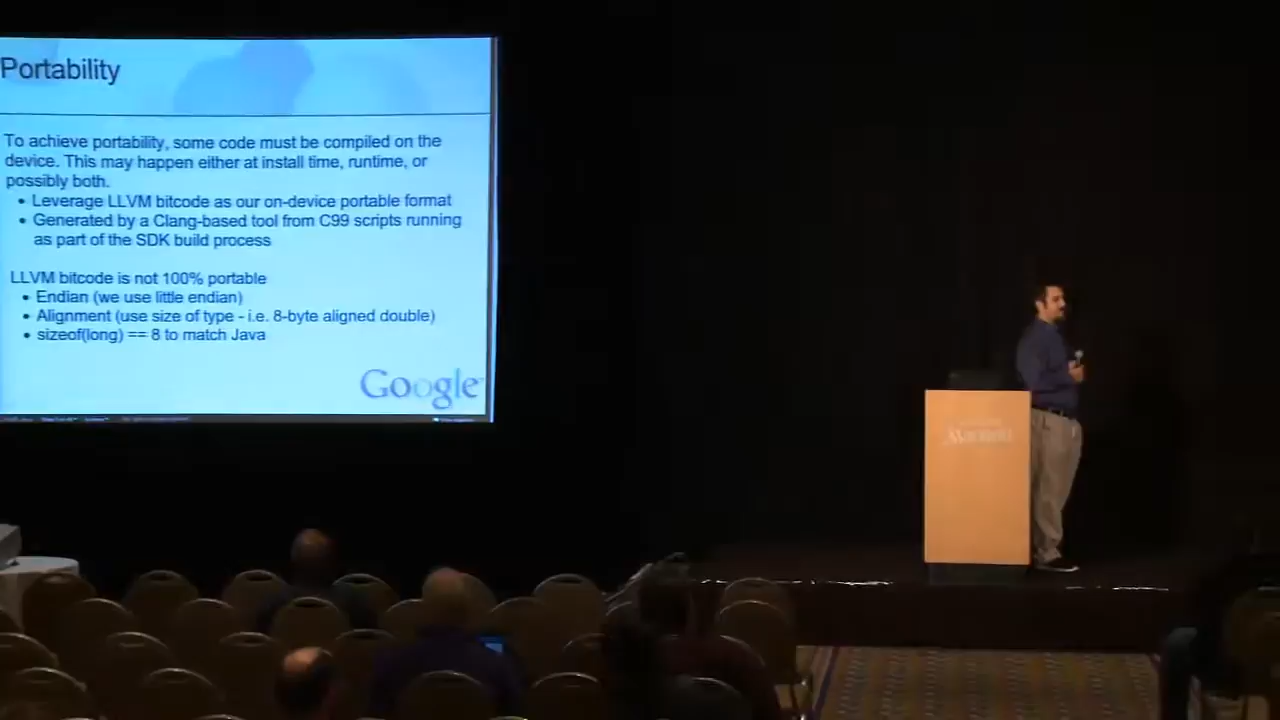 Portability
To achieve portability, some code must be compiled on the
device. This may happen either at install time, runtime, or
possibly both.
• Leverage LLVM bitcode as our on-device portable format
• Generated by a Clang-based tool from C99 scripts running
as part of the SDK build process
LLVM bitcode is not 100% portable
• Endian (we use little endian)
• Alignment (use size of type - i.e. 8-byte aligned double)
• sizeof(long) == 8 to match Java
Google
Marriott